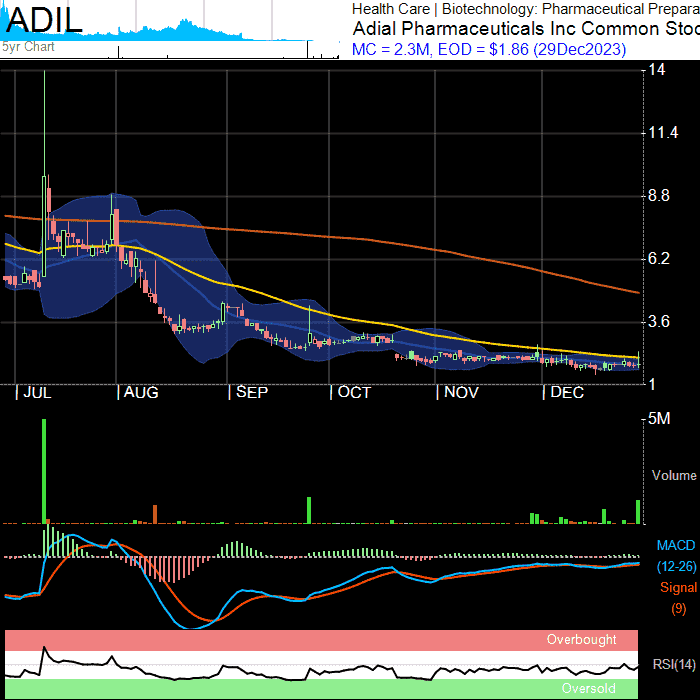 ADIL
5yr Chart
Health Care | Biotechnology: Pharmaceutical Prepara
Adial Pharmaceuticals Inc Common Stoc
MC = 2.3M, EOD = $1.86 (29Dec2023)
14
11.4
8.8
6.2
3.6
1
JUL AUG SEP OCT NOV DEC
5M
Volume
MACD
(12-26)
Signal
(9)
Overbought
RSI(14)
Oversold